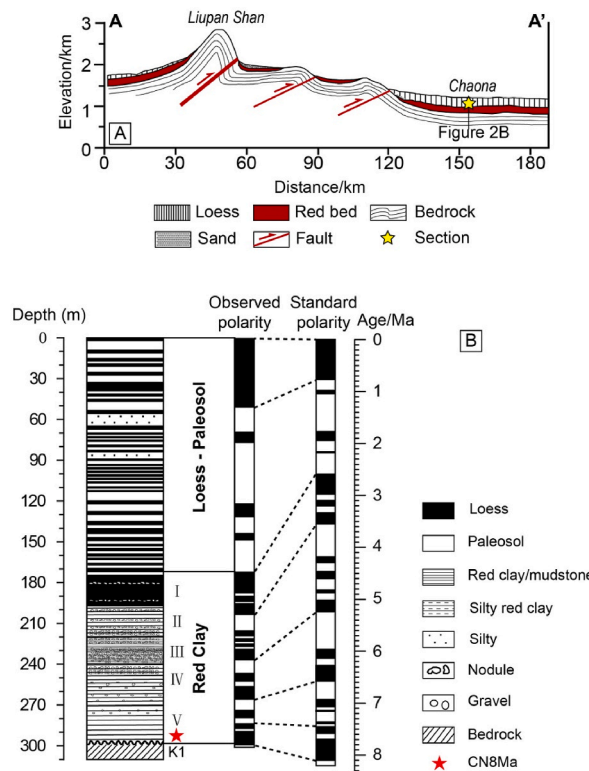 A
A'
Liupan Shan
Elevation/km
3
2
1
0
Chaona
A
Figure 2B
0 30 60 90 120 150 180
Distance/km
Loess Red bed Bedrock
Sand Fault Section
B
Depth (m)
Observed polarity
Standard polarity
Age/Ma
0
30
60
90
120
150
180
210
240
270
300
Loess - Paleosol
Red Clay
I
II
III
IV
V
K1
0
1
2
3
4
5
6
7
8
Loess
Paleosol
Red clay/mudstone
Silty red clay
Silty
Nodule
Gravel
Bedrock
CN8Ma